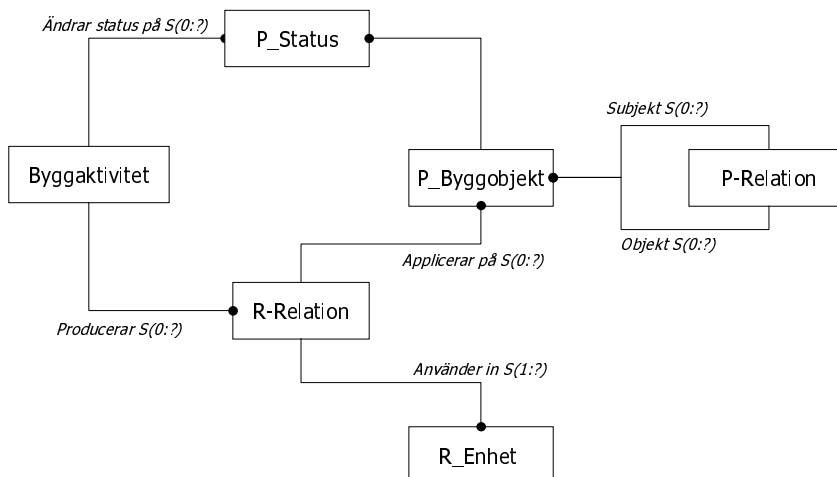 Ändrar status på S(0:?)
P_Status
Subjekt S(0:?)
Byggaktivitet
P_Byggobjekt
P-Relation
Objekt S(0:?)
Applicerar på S(0:?)
R-Relation
Producerar S(0:?)
Använder in S(1:?)
R_Enhet